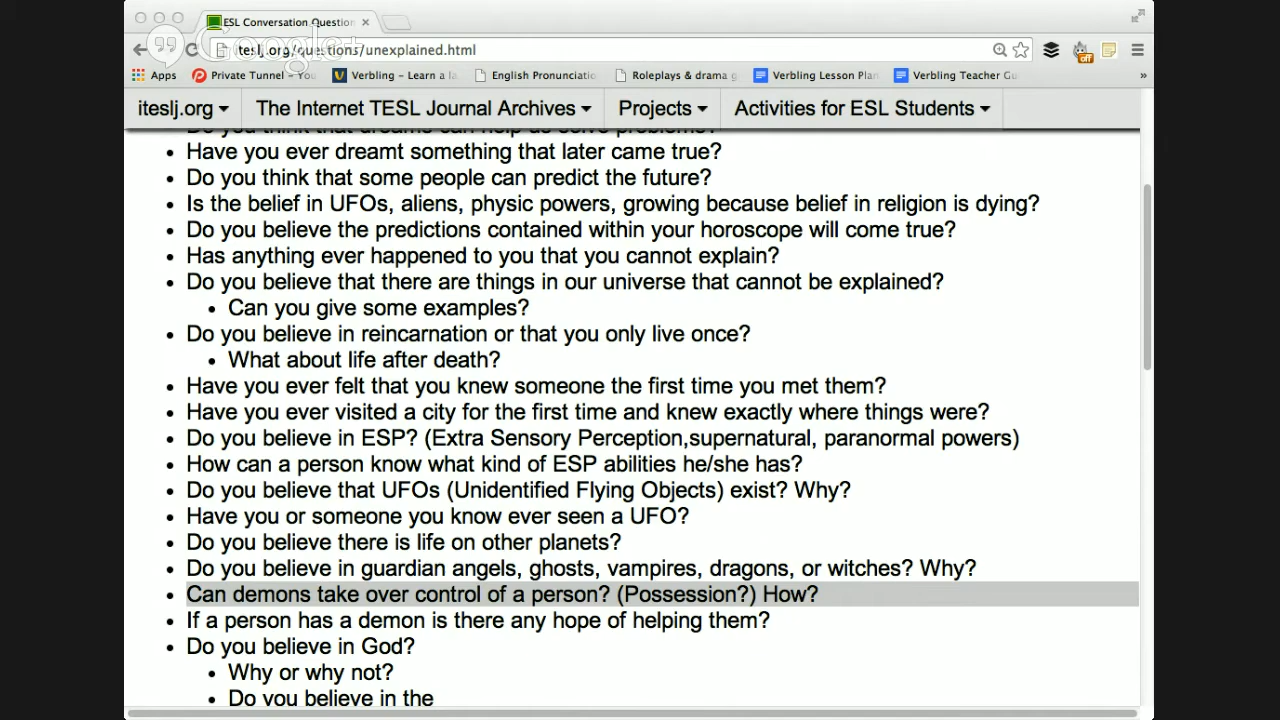 ESL Conversation Question
Google+
iteslj.org/questions/unexplained.html
off
Apps Private Tunnel – You Verbling – Learn a la English Pronunciatio Roleplays & drama g Verbling Lesson Plan Verbling Teacher Gu »
iteslj.org The Internet TESL Journal Archives Projects Activities for ESL Students
Do you think that dreams can help us solve problems?
Have you ever dreamt something that later came true?
Do you think that some people can predict the future?
Is the belief in UFOs, aliens, physic powers, growing because belief in religion is dying?
Do you believe the predictions contained within your horoscope will come true?
Has anything ever happened to you that you cannot explain?
Do you believe that there are things in our universe that cannot be explained?
Can you give some examples?
Do you believe in reincarnation or that you only live once?
What about life after death?
Have you ever felt that you knew someone the first time you met them?
Have you ever visited a city for the first time and knew exactly where things were?
Do you believe in ESP? (Extra Sensory Perception,supernatural, paranormal powers)
How can a person know what kind of ESP abilities he/she has?
Do you believe that UFOs (Unidentified Flying Objects) exist? Why?
Have you or someone you know ever seen a UFO?
Do you believe there is life on other planets?
Do you believe in guardian angels, ghosts, vampires, dragons, or witches? Why?
Can demons take over control of a person? (Possession?) How?
If a person has a demon is there any hope of helping them?
Do you believe in God?
Why or why not?
Do you believe in the